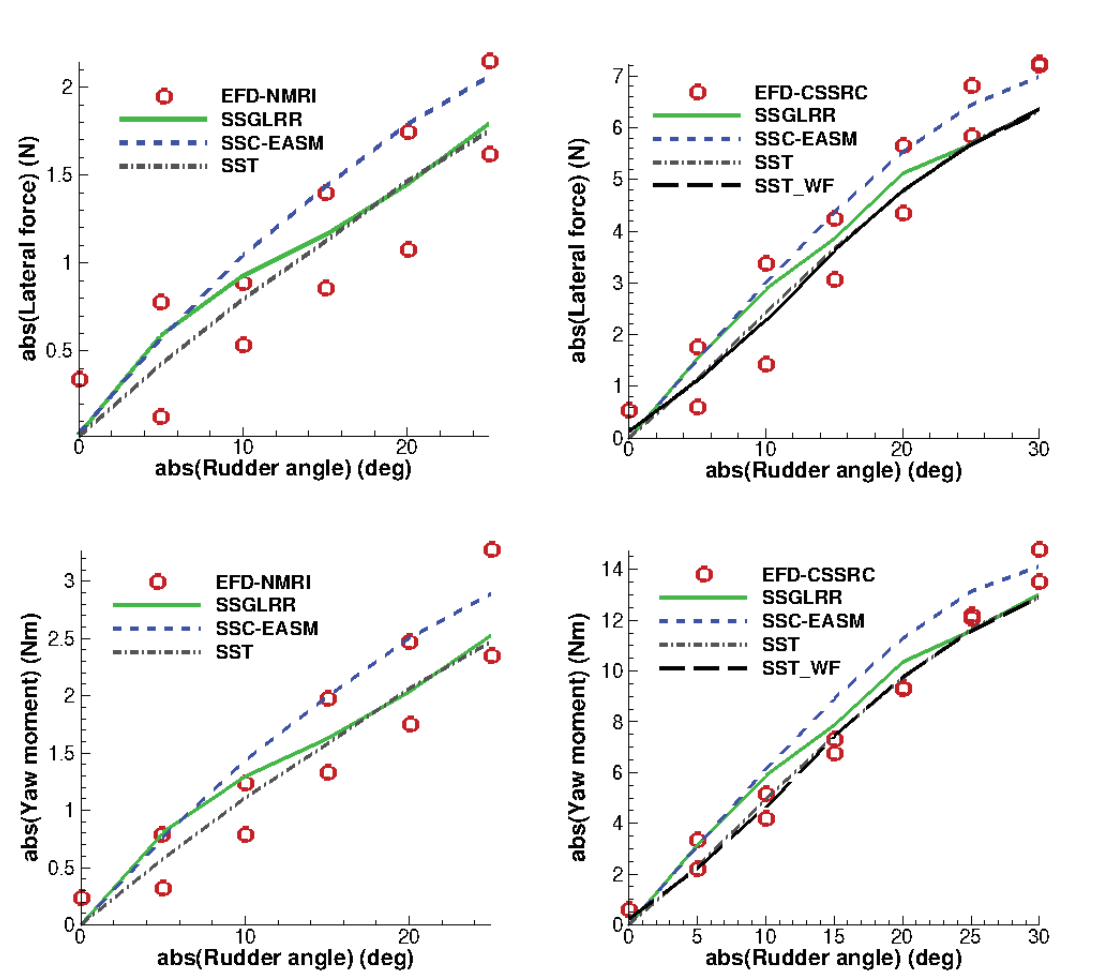 abs(Lateral force) (N)
2
1.5
1
0.5
0 10 20
abs(Rudder angle) (deg)
EFD-NMRI
SSGLRR
SSC-EASM
SST
abs(Lateral force) (N)
7
6
5
4
3
2
1
0
0 10 20 30
abs(Rudder angle) (deg)
EFD-CSSRC
SSGLRR
SSC-EASM
SST
SST_WF
abs(Yaw moment) (Nm)
3
2.5
2
1.5
1
0.5
0
0 10 20
abs(Rudder angle) (deg)
EFD-NMRI
SSGLRR
SSC-EASM
SST
abs(Yaw moment) (Nm)
14
12
10
8
6
4
2
0
0 5 10 15 20 25 30
abs(Rudder angle) (deg)
EFD-CSSRC
SSGLRR
SSC-EASM
SST
SST_WF